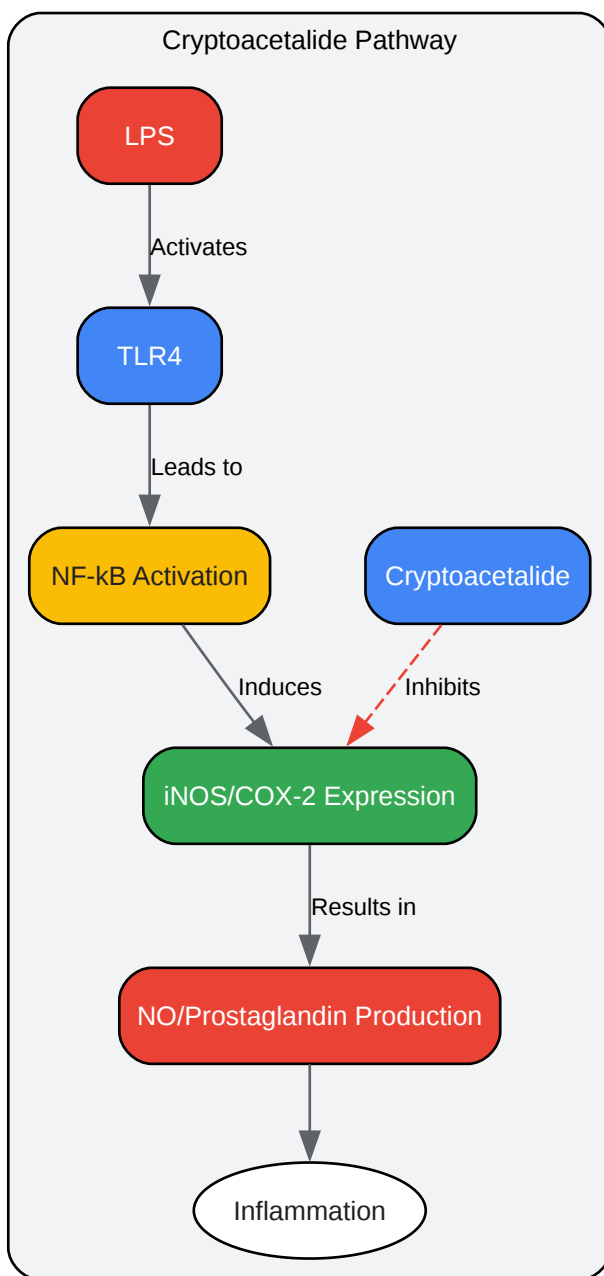 Cryptoacetalide Pathway
LPS
Activates
TLR4
Leads to
NF-kB Activation
Cryptoacetalide
Induces
Inhibits
iNOS/COX-2 Expression
Results in
NO/Prostaglandin Production
Inflammation